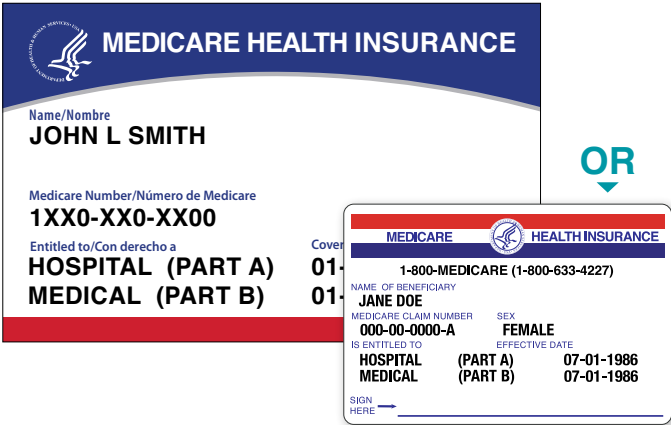 MEDICARE HEALTH INSURANCE
Name/Nombre
JOHN L SMITH
Medicare Number/Número de Medicare
1XX0-XX0-XX00
Entitled to/Con derecho a
HOSPITAL (PART A) 01-
MEDICAL (PART B) 01-
OR
MEDICARE HEALTH INSURANCE
1-800-MEDICARE (1-800-633-4227)
NAME OF BENEFICIARY
JANE DOE
MEDICARE CLAIM NUMBER SEX
000-00-0000-A FEMALE
IS ENTITLED TO EFFECTIVE DATE
HOSPITAL (PART A) 07-01-1986
MEDICAL (PART B) 07-01-1986
SIGN
HERE